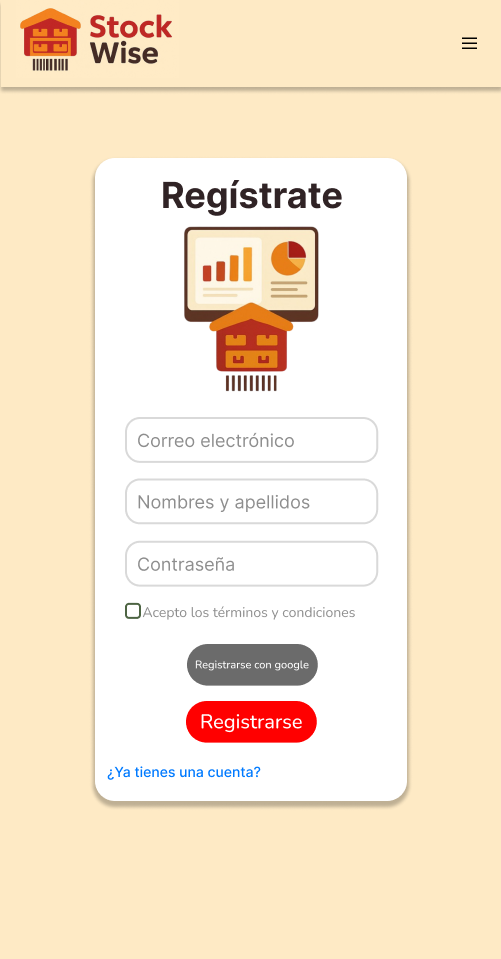 Stock
Wise
Regístrate
Correo electrónico
Nombres y apellidos
Contraseña
Acepto los términos y condiciones
Registrarse con google
Registrarse
¿Ya tienes una cuenta?